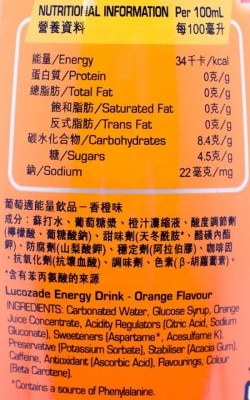 NUTRITIONAL INFORMATION Per 100mL
營養資料 每100毫升
能量/Energy 34千卡/kcal
蛋白質/Protein 0克/g
總脂肪/Total Fat 0克/g
飽和脂肪/Saturated Fat 0克/g
反式脂肪/Trans Fat 0克/g
碳水化合物/Carbohydrates 8.4克/g
糖/Sugars 4.5克/g
鈉/Sodium 22毫克/mg
葡萄適能量飲品－香橙味
成分：蘇打水、葡萄糖漿、橙汁濃縮液、酸度調節劑
(檸檬酸、葡糖酸鈉)、甜味劑(天冬酰胺*、醋磺內酯
鉀)、防腐劑(山梨酸鉀)、穩定劑(阿拉伯膠)、咖啡因
、抗氧化劑(抗壞血酸)、調味劑、色素(β-胡蘿蔔素)。
*含有苯丙氨酸的來源
Lucozade Energy Drink - Orange Flavour
INGREDIENTS: Carbonated Water, Glucose Syrup, Orange
Juice Concentrate, Acidity Regulators (Citric Acid, Sodium
Gluconate), Sweeteners (Aspartame*, Acesulfame K),
Preservative (Potassium Sorbate), Stabiliser (Acacia Gum),
Caffeine, Antioxidant (Ascorbic Acid), Flavourings, Colour
(Beta Carotene).
*Contains a source of Phenylalanine.